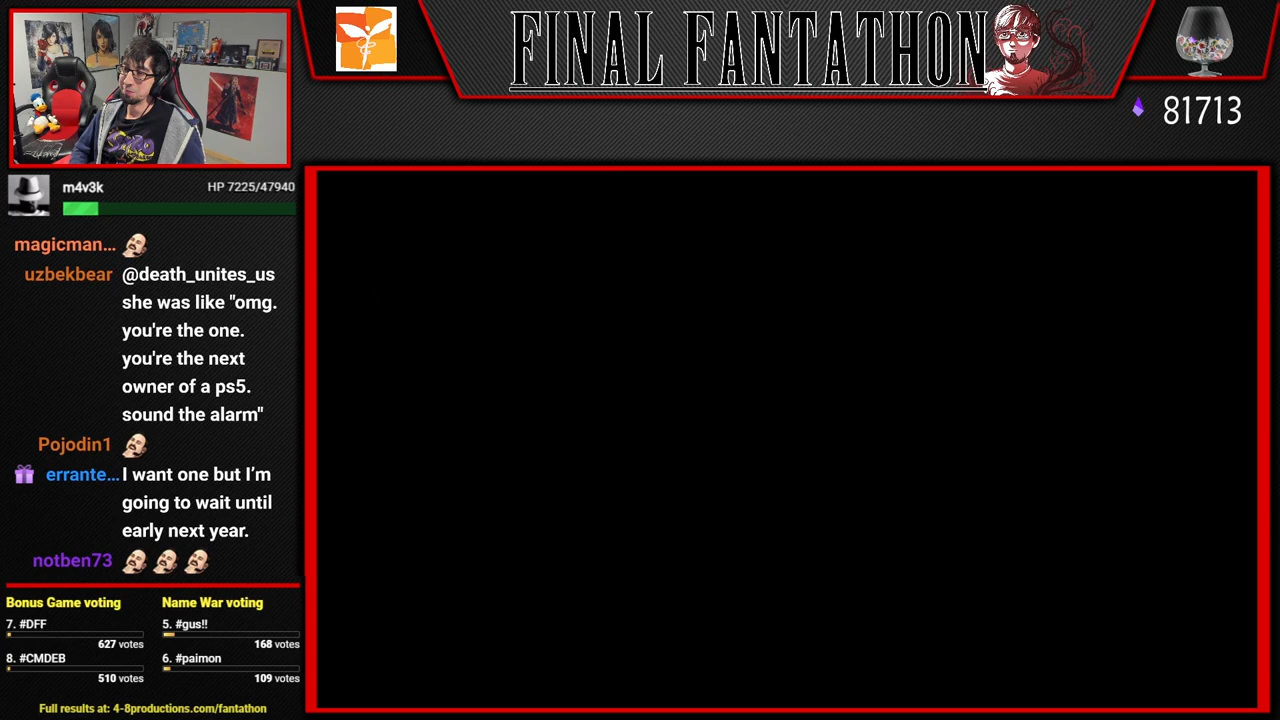 FINAL FANTATHON
81713
m4v3k HP 7225/47940
magicman...
uzbekbear @death_unites_us
she was like "omg.
you're the one.
you're the next
owner of a ps5.
sound the alarm"
Pojodin1
errante... I want one but I'm
going to wait until
early next year.
notben73
Bonus Game voting
7. #DFF
627 votes
8. #CMDEB
510 votes
Name War voting
5. #gus!!
168 votes
6. #paimon
109 votes
Full results at: 4-8productions.com/fantathon